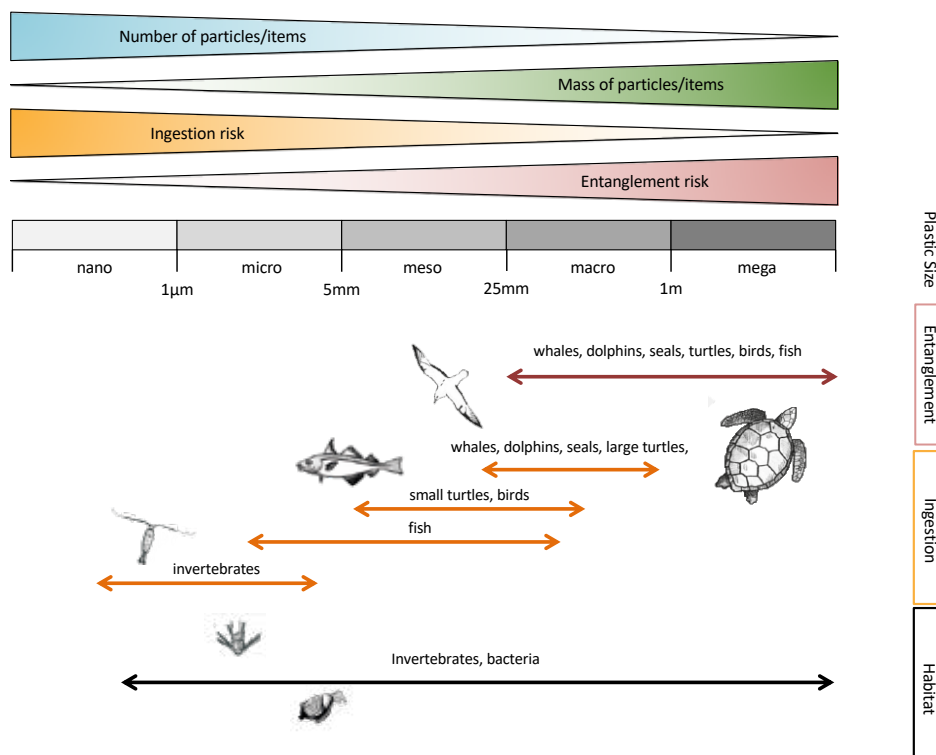 Number of particles/items
Mass of particles/items
Ingestion risk
Entanglement risk
Plastic Size
nano
micro
meso
macro
mega
1µm
5mm
25mm
1m
Entanglement
whales, dolphins, seals, turtles, birds, fish
whales, dolphins, seals, large turtles,
small turtles, birds
Ingestion
fish
invertebrates
Invertebrates, bacteria
Habitat